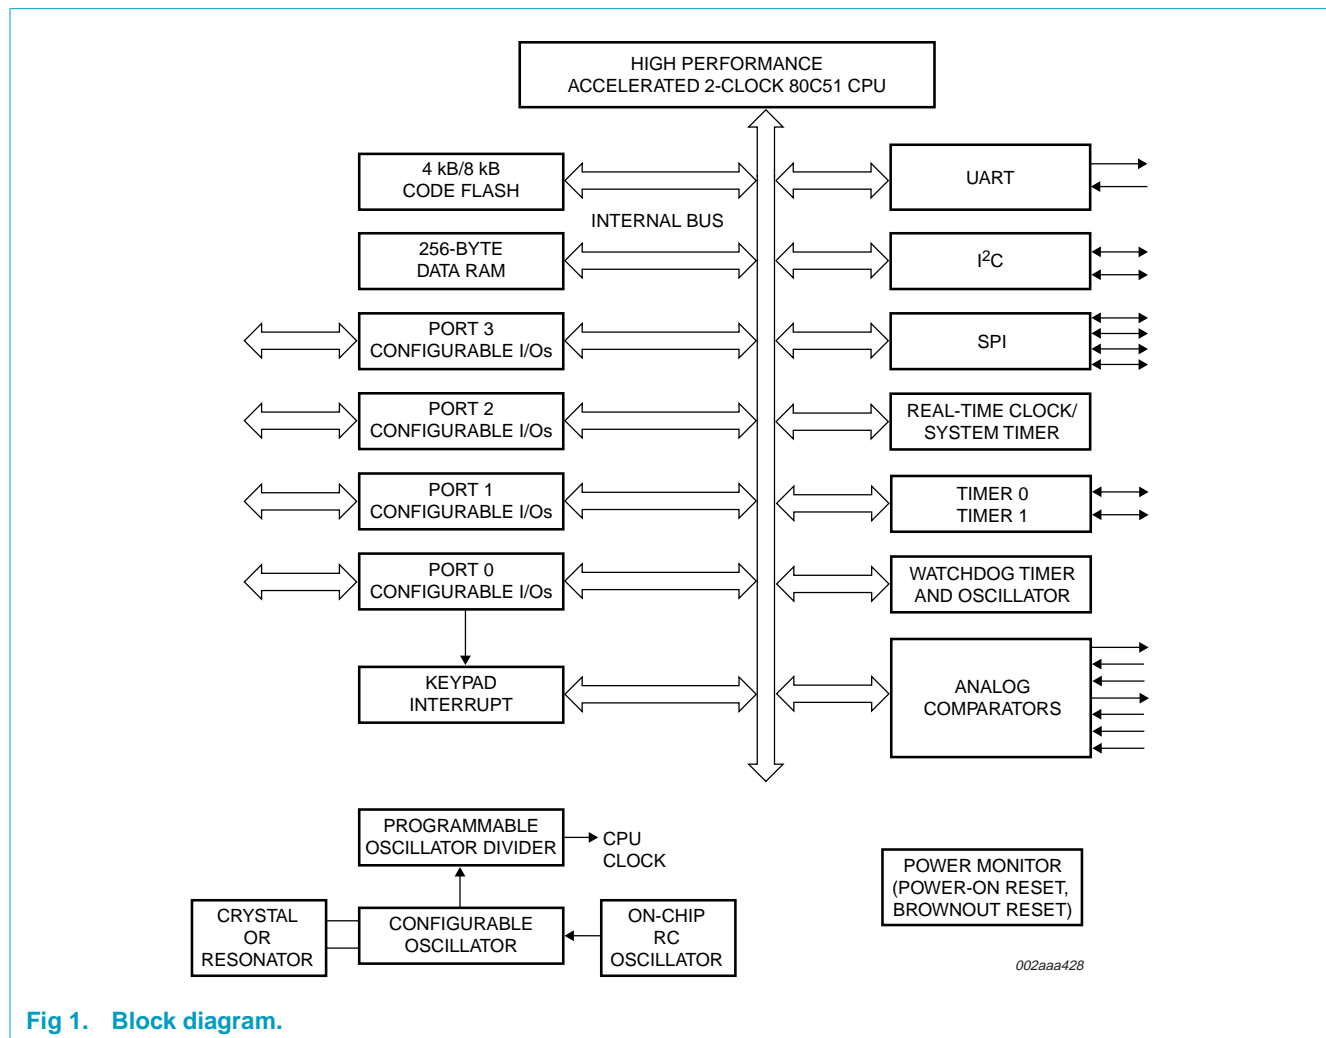 HIGH PERFORMANCE
ACCELERATED 2-CLOCK 80C51 CPU
4 kB/8 kB
CODE FLASH
UART
INTERNAL BUS
256-BYTE
DATA RAM
I²C
PORT 3
CONFIGURABLE I/Os
SPI
PORT 2
CONFIGURABLE I/Os
REAL-TIME CLOCK/
SYSTEM TIMER
PORT 1
CONFIGURABLE I/Os
TIMER 0
TIMER 1
PORT 0
CONFIGURABLE I/Os
WATCHDOG TIMER
AND OSCILLATOR
KEYPAD
INTERRUPT
ANALOG
COMPARATORS
PROGRAMMABLE
OSCILLATOR DIVIDER
CPU
CLOCK
POWER MONITOR
(POWER-ON RESET,
BROWNOUT RESET)
CRYSTAL
OR
RESONATOR
CONFIGURABLE
OSCILLATOR
ON-CHIP
RC
OSCILLATOR
002aaa428
Fig 1. Block diagram.